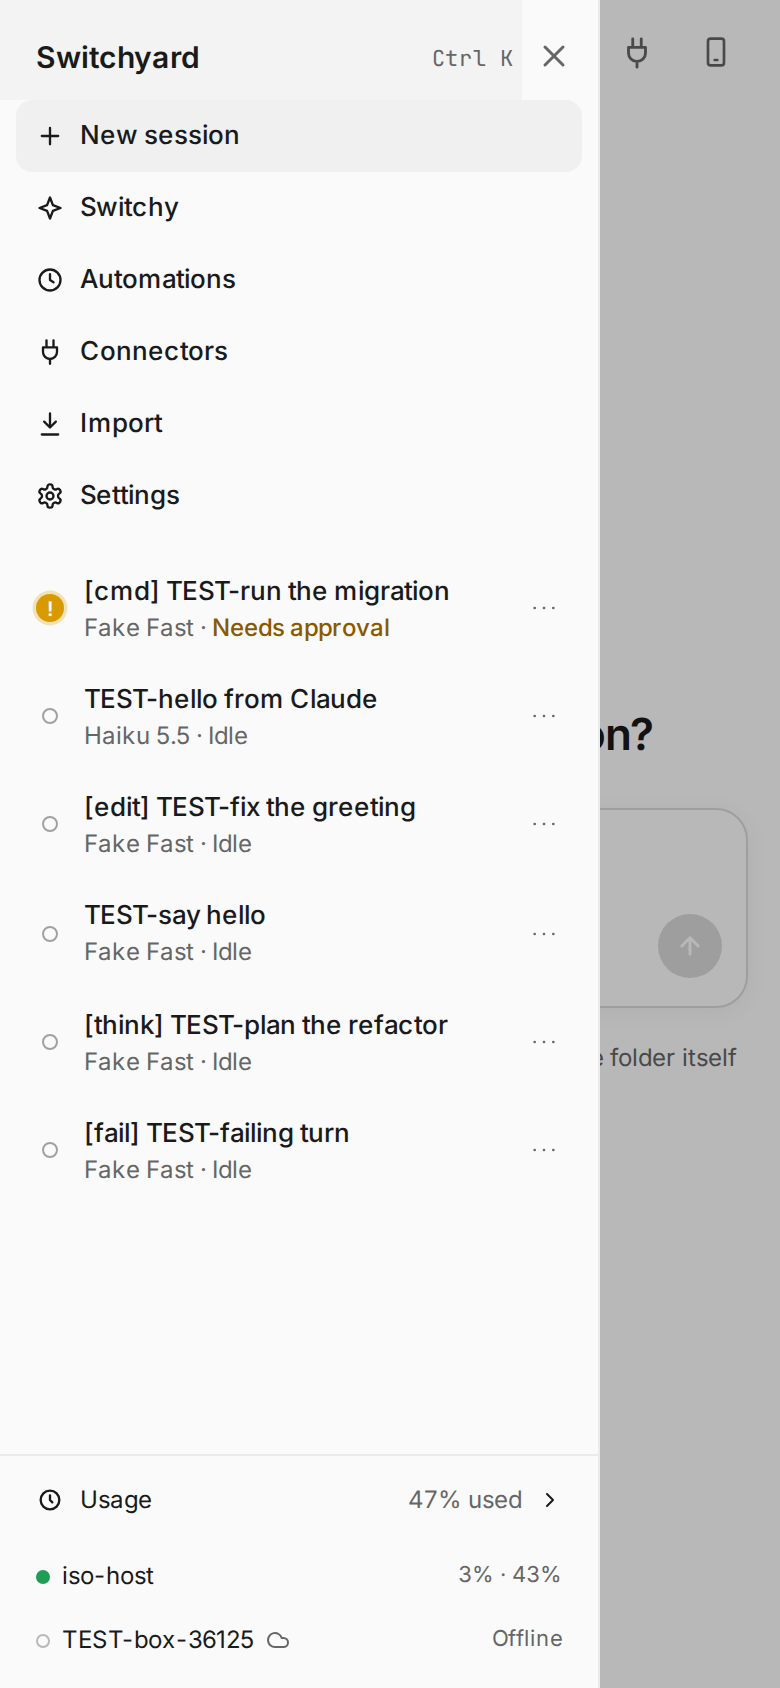 Switchyard
Ctrl K
New session
Switchy
Automations
Connectors
Import
Settings
[cmd] TEST-run the migration
Fake Fast · Needs approval
TEST-hello from Claude
Haiku 5.5 · Idle
[edit] TEST-fix the greeting
Fake Fast · Idle
TEST-say hello
Fake Fast · Idle
[think] TEST-plan the refactor
Fake Fast · Idle
[fail] TEST-failing turn
Fake Fast · Idle
Usage
47% used
iso-host
3% · 43%
TEST-box-36125
Offline
on?
folder itself